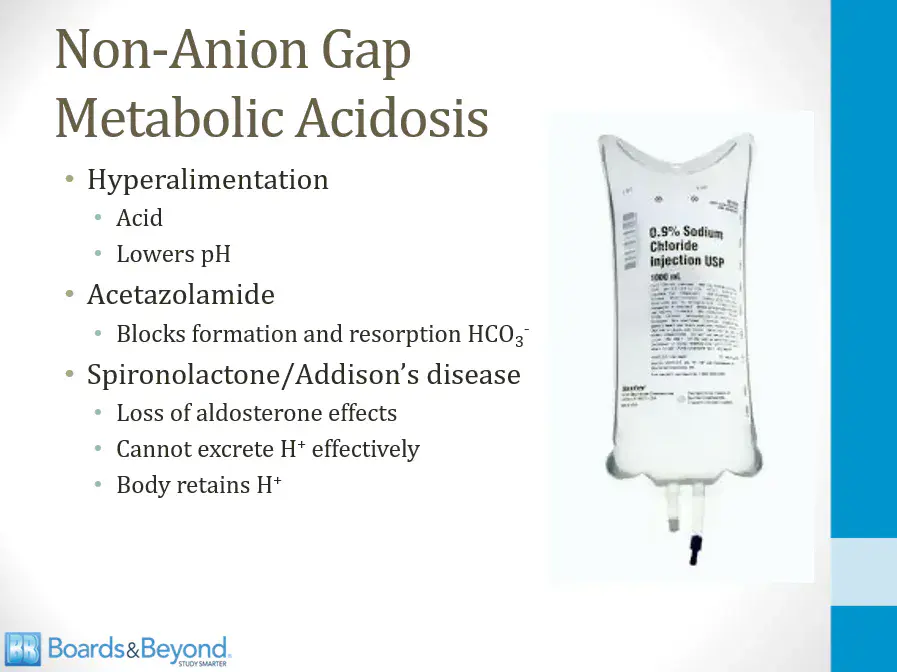 Non-Anion Gap
Metabolic Acidosis
• Hyperalimentation
• Acid
• Lowers pH
• Acetazolamide
• Blocks formation and resorption HCO₃⁻
• Spironolactone/Addison's disease
• Loss of aldosterone effects
• Cannot excrete H⁺ effectively
• Body retains H⁺
0.9% Sodium
Chloride
Injection USP
1000 mL
Baxter
BB Boards&Beyond
STUDY SMARTER